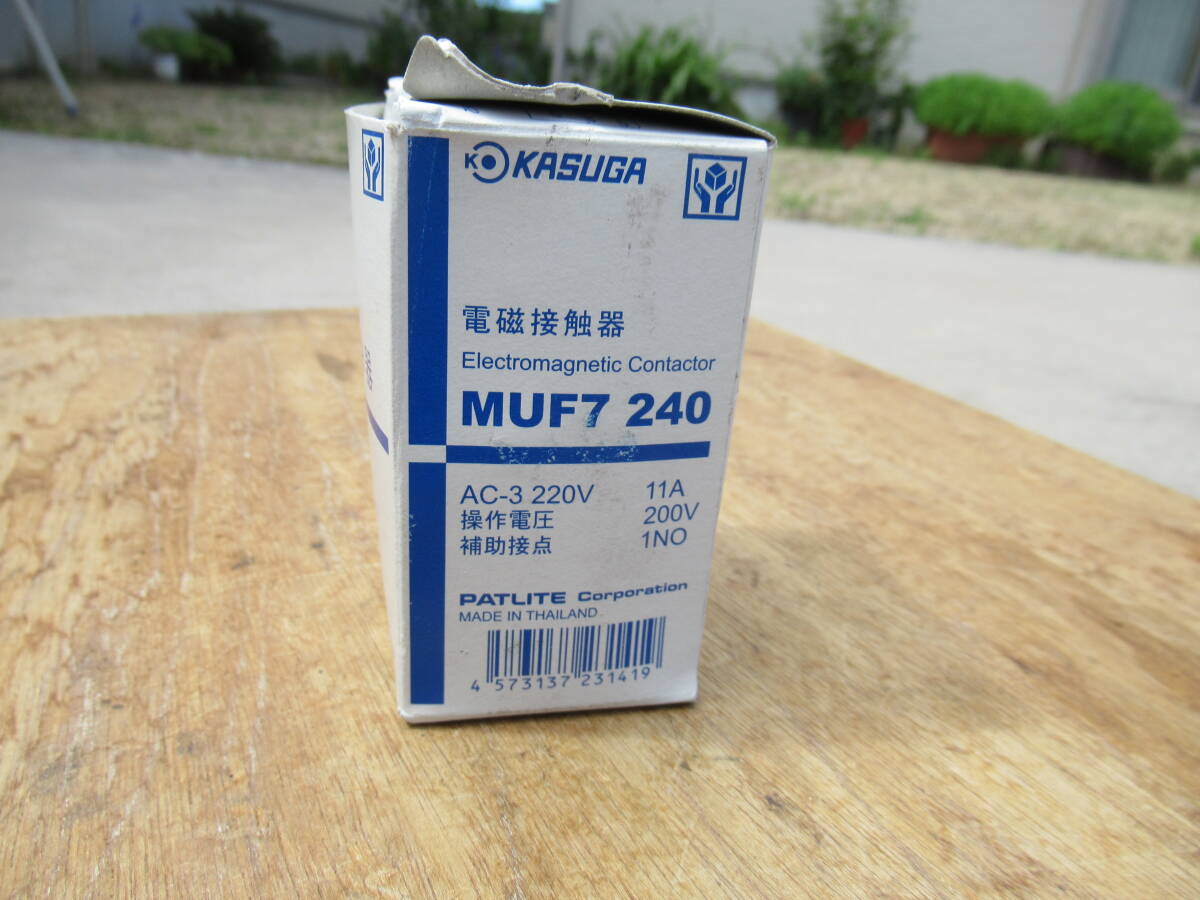 KASUGA
電磁接触器
Electromagnetic Contactor
MUF7 240
AC-3 220V 11A
操作電圧 200V
補助接点 1NO
PATLITE Corporation
MADE IN THAILAND
4 573137 231419